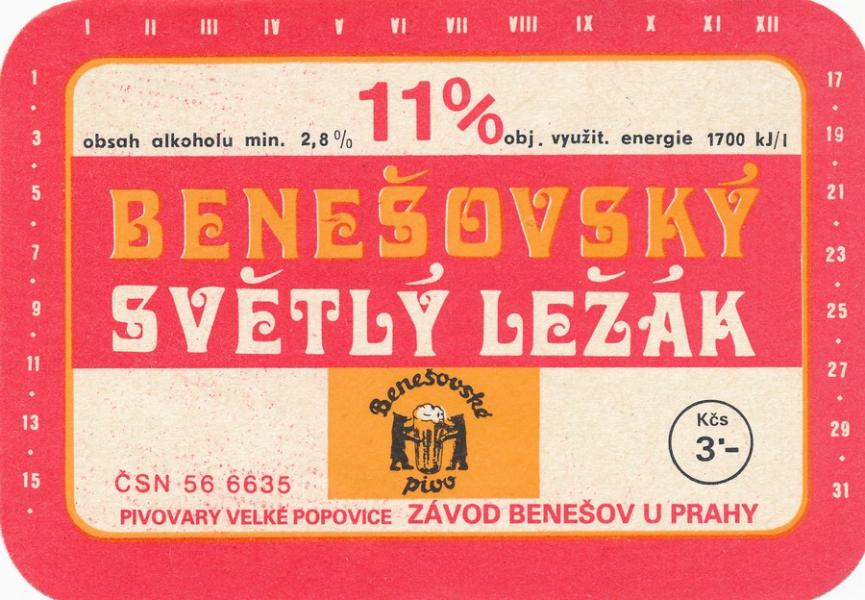 I II III IV V VI VII VIII IX X XI XII
1 17
3 19
5 21
7 23
9 25
11 27
13 29
15 31
11%
obsah alkoholu min. 2,8% obj. využit. energie 1700 kJ/l
BENEŠOVSKÝ
SVĚTLÝ LEŽÁK
Benešovské
pivo
Kčs
3·-
ČSN 56 6635
PIVOVARY VELKÉ POPOVICE ZÁVOD BENEŠOV U PRAHY